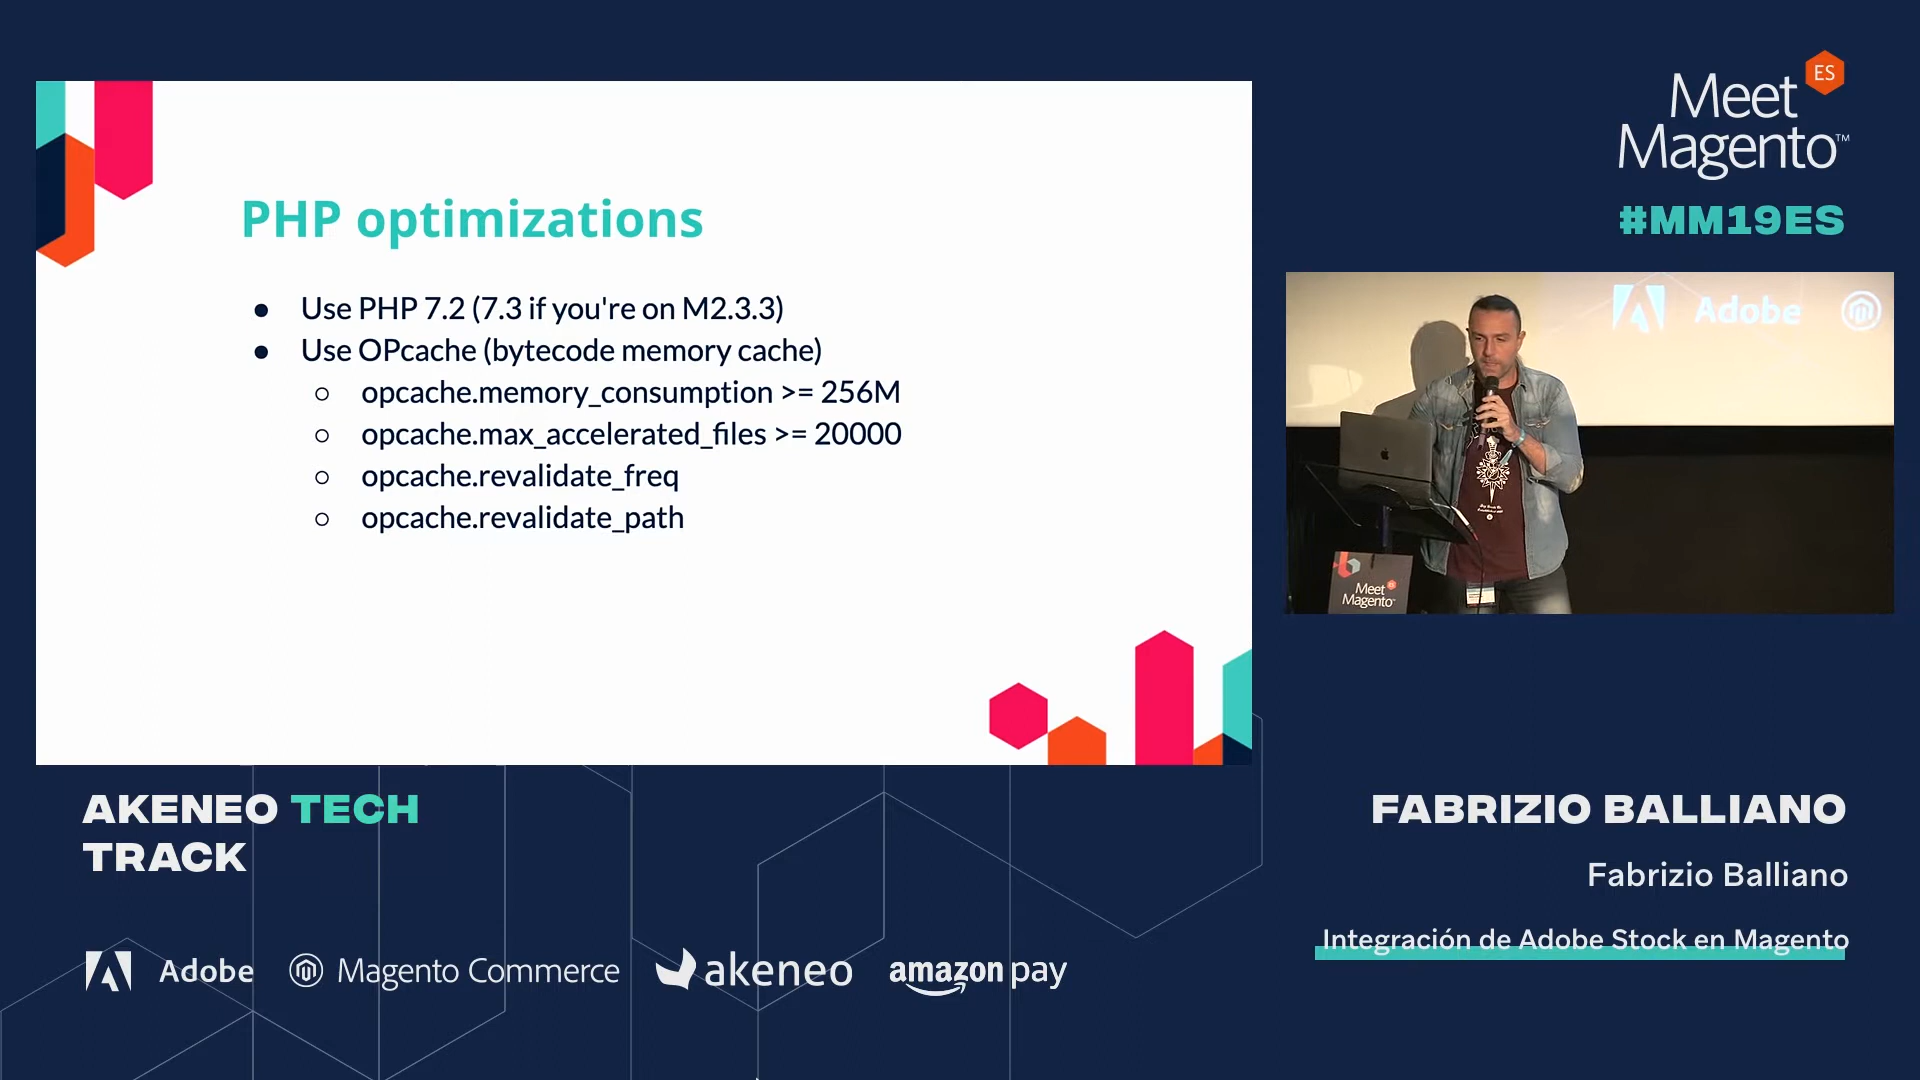 PHP optimizations
● Use PHP 7.2 (7.3 if you're on M2.3.3)
● Use OPcache (bytecode memory cache)
○ opcache.memory_consumption >= 256M
○ opcache.max_accelerated_files >= 20000
○ opcache.revalidate_freq
○ opcache.revalidate_path
ES
Meet
Magento™
#MM19ES
Adobe
Meet ES
Magento
AKENEO TECH
TRACK
FABRIZIO BALLIANO
Fabrizio Balliano
Integración de Adobe Stock en Magento
Adobe
Magento Commerce
akeneo
amazon pay